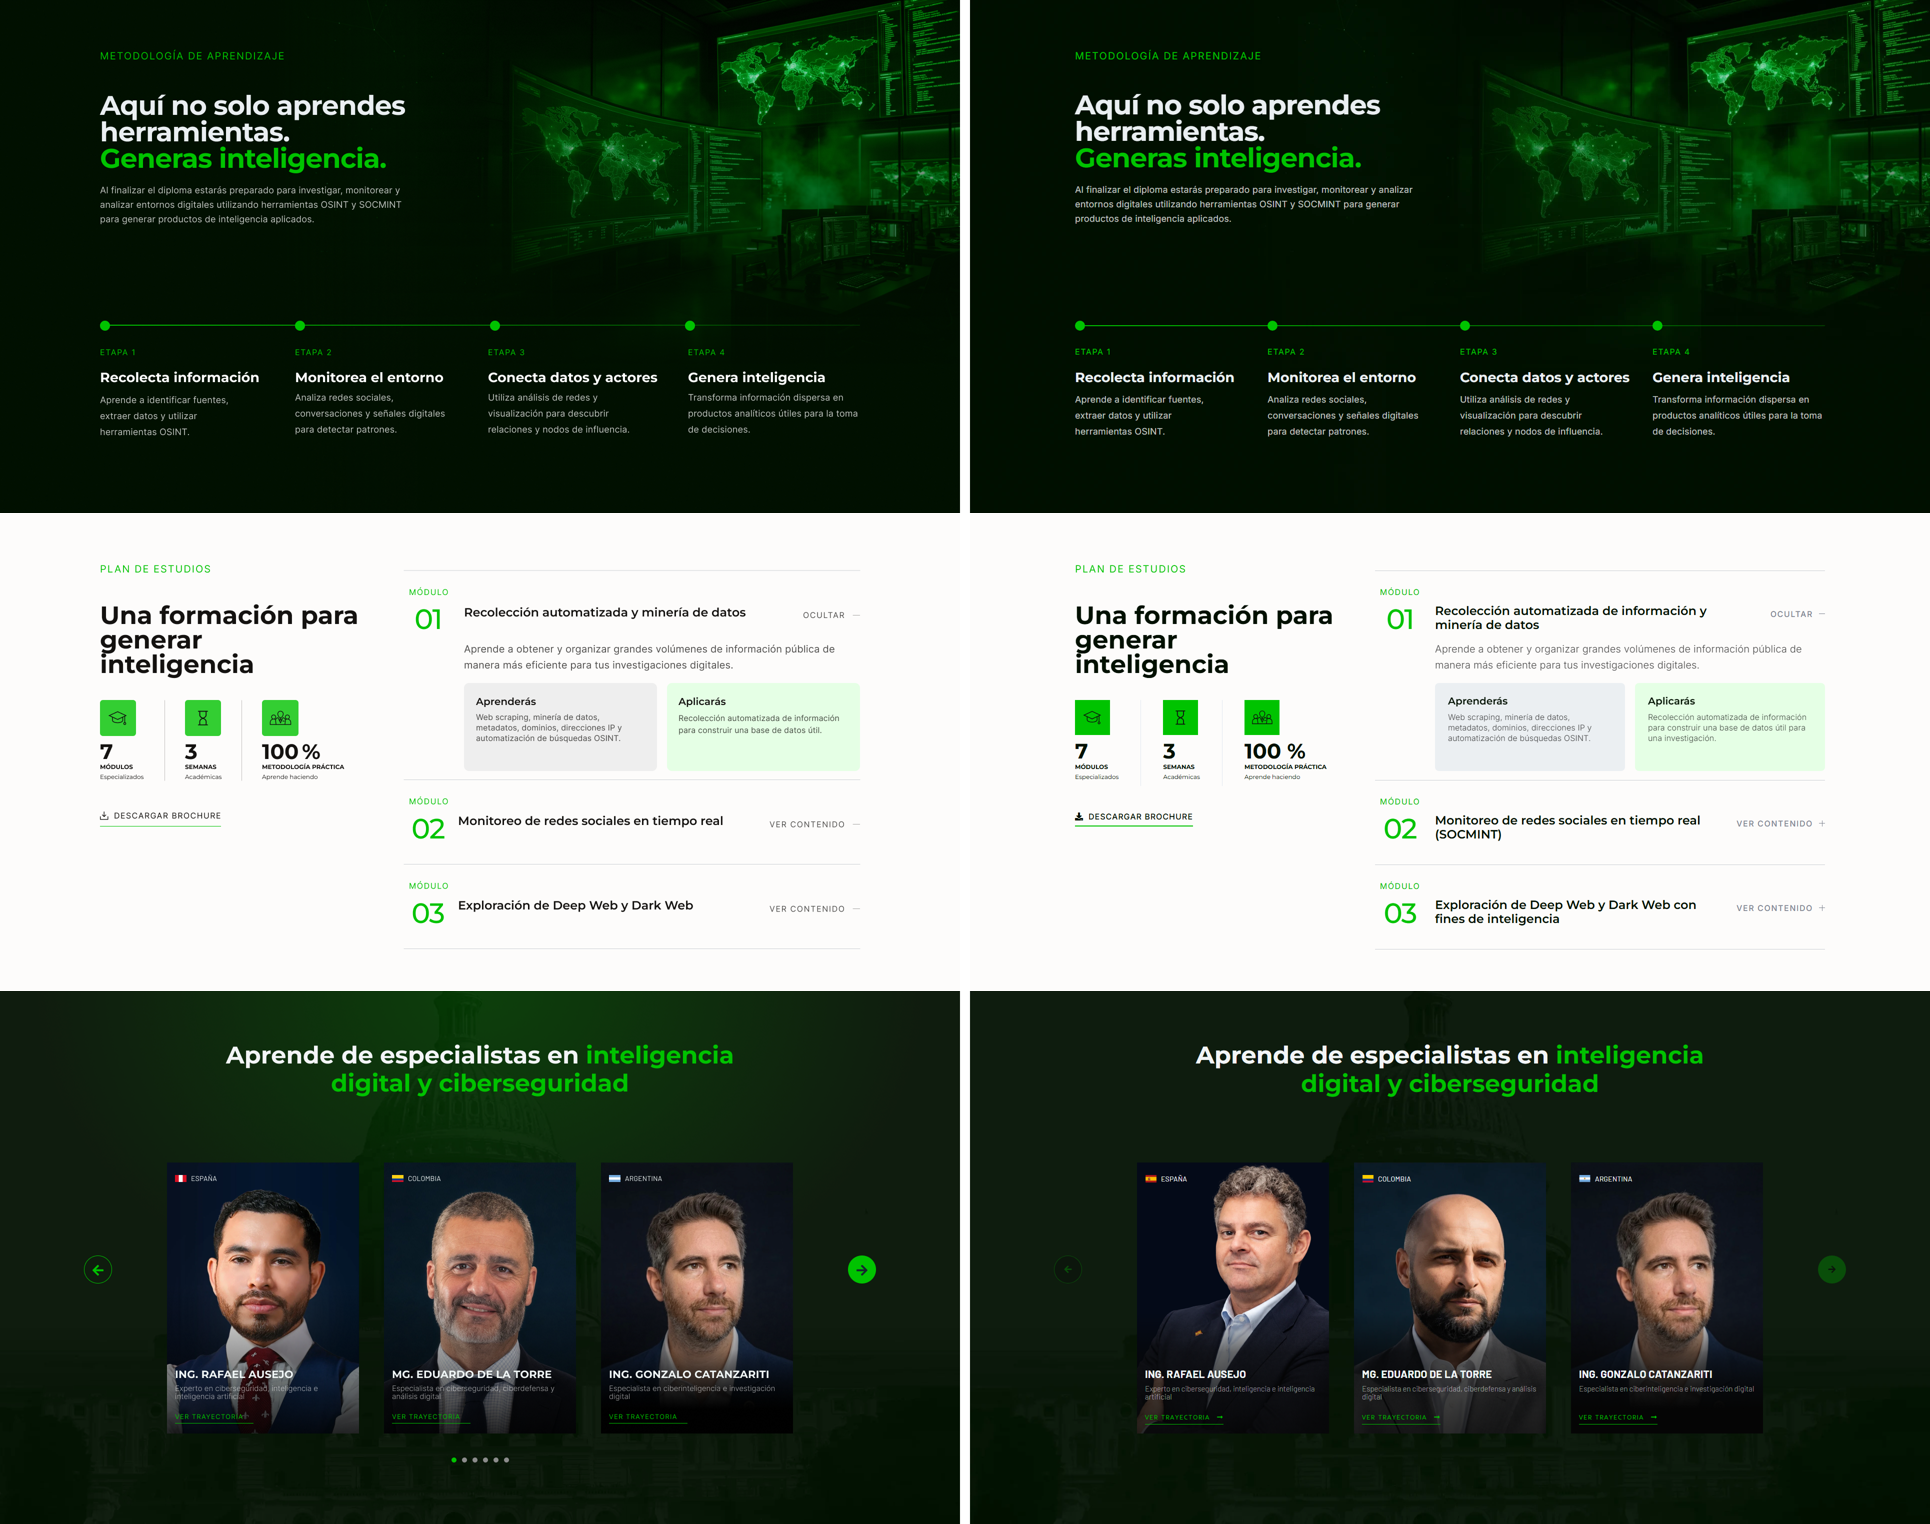 METODOLOGÍA DE APRENDIZAJE
Aquí no solo aprendes
herramientas.
Generas inteligencia.
Al finalizar el diploma estarás preparado para investigar, monitorear y
analizar entornos digitales utilizando herramientas OSINT y SOCMINT
para generar productos de inteligencia aplicados.
ETAPA 1
Recolecta información
Aprende a identificar fuentes,
extraer datos y utilizar
herramientas OSINT.
ETAPA 2
Monitorea el entorno
Analiza redes sociales,
conversaciones y señales digitales
para detectar patrones.
ETAPA 3
Conecta datos y actores
Utiliza análisis de redes y
visualización para descubrir
relaciones y nodos de influencia.
ETAPA 4
Genera inteligencia
Transforma información dispersa en
productos analíticos útiles para la toma
de decisiones.
PLAN DE ESTUDIOS
Una formación para
generar
inteligencia
7
MÓDULOS
Especializados
3
SEMANAS
Académicas
100 %
METODOLOGÍA PRÁCTICA
Aprende haciendo
DESCARGAR BROCHURE
MÓDULO
01
Recolección automatizada y minería de datos
OCULTAR
Aprende a obtener y organizar grandes volúmenes de información pública de
manera más eficiente para tus investigaciones digitales.
Aprenderás
Web scraping, minería de datos,
metadatos, dominios, direcciones IP y
automatización de búsquedas OSINT.
Aplicarás
Recolección automatizada de información
para construir una base de datos útil.
MÓDULO
02
Monitoreo de redes sociales en tiempo real
VER CONTENIDO
MÓDULO
03
Exploración de Deep Web y Dark Web
VER CONTENIDO
Aprende de especialistas en inteligencia
digital y ciberseguridad
ESPAÑA
ING. RAFAEL AUSEJO
Experto en ciberseguridad, inteligencia e
inteligencia artificial
VER TRAYECTORIA
COLOMBIA
MG. EDUARDO DE LA TORRE
Especialista en ciberseguridad, ciberdefensa y
análisis digital
VER TRAYECTORIA
ARGENTINA
ING. GONZALO CATANZARITI
Especialista en ciberinteligencia e investigación
digital
VER TRAYECTORIA
METODOLOGÍA DE APRENDIZAJE
Aquí no solo aprendes
herramientas.
Generas inteligencia.
Al finalizar el diploma estarás preparado para investigar, monitorear y analizar
entornos digitales utilizando herramientas OSINT y SOCMINT para generar
productos de inteligencia aplicados.
ETAPA 1
Recolecta información
Aprende a identificar fuentes,
extraer datos y utilizar
herramientas OSINT.
ETAPA 2
Monitorea el entorno
Analiza redes sociales,
conversaciones y señales digitales
para detectar patrones.
ETAPA 3
Conecta datos y actores
Utiliza análisis de redes y
visualización para descubrir
relaciones y nodos de influencia.
ETAPA 4
Genera inteligencia
Transforma información dispersa en
productos analíticos útiles para la toma
de decisiones.
PLAN DE ESTUDIOS
Una formación para
generar
inteligencia
7
MÓDULOS
Especializados
3
SEMANAS
Académicas
100 %
METODOLOGÍA PRÁCTICA
Aprende haciendo
DESCARGAR BROCHURE
MÓDULO
01
Recolección automatizada de información y
minería de datos
OCULTAR
Aprende a obtener y organizar grandes volúmenes de información pública de
manera más eficiente para tus investigaciones digitales.
Aprenderás
Web scraping, minería de datos,
metadatos, dominios, direcciones IP y
automatización de búsquedas OSINT.
Aplicarás
Recolección automatizada de información
para construir una base de datos útil para
una investigación.
MÓDULO
02
Monitoreo de redes sociales en tiempo real
(SOCMINT)
VER CONTENIDO
MÓDULO
03
Exploración de Deep Web y Dark Web con
fines de inteligencia
VER CONTENIDO
Aprende de especialistas en inteligencia
digital y ciberseguridad
ESPAÑA
ING. RAFAEL AUSEJO
Experto en ciberseguridad, inteligencia e inteligencia
artificial
VER TRAYECTORIA
COLOMBIA
MG. EDUARDO DE LA TORRE
Especialista en ciberseguridad, ciberdefensa y análisis
digital
VER TRAYECTORIA
ARGENTINA
ING. GONZALO CATANZARITI
Especialista en ciberinteligencia e investigación digital
VER TRAYECTORIA